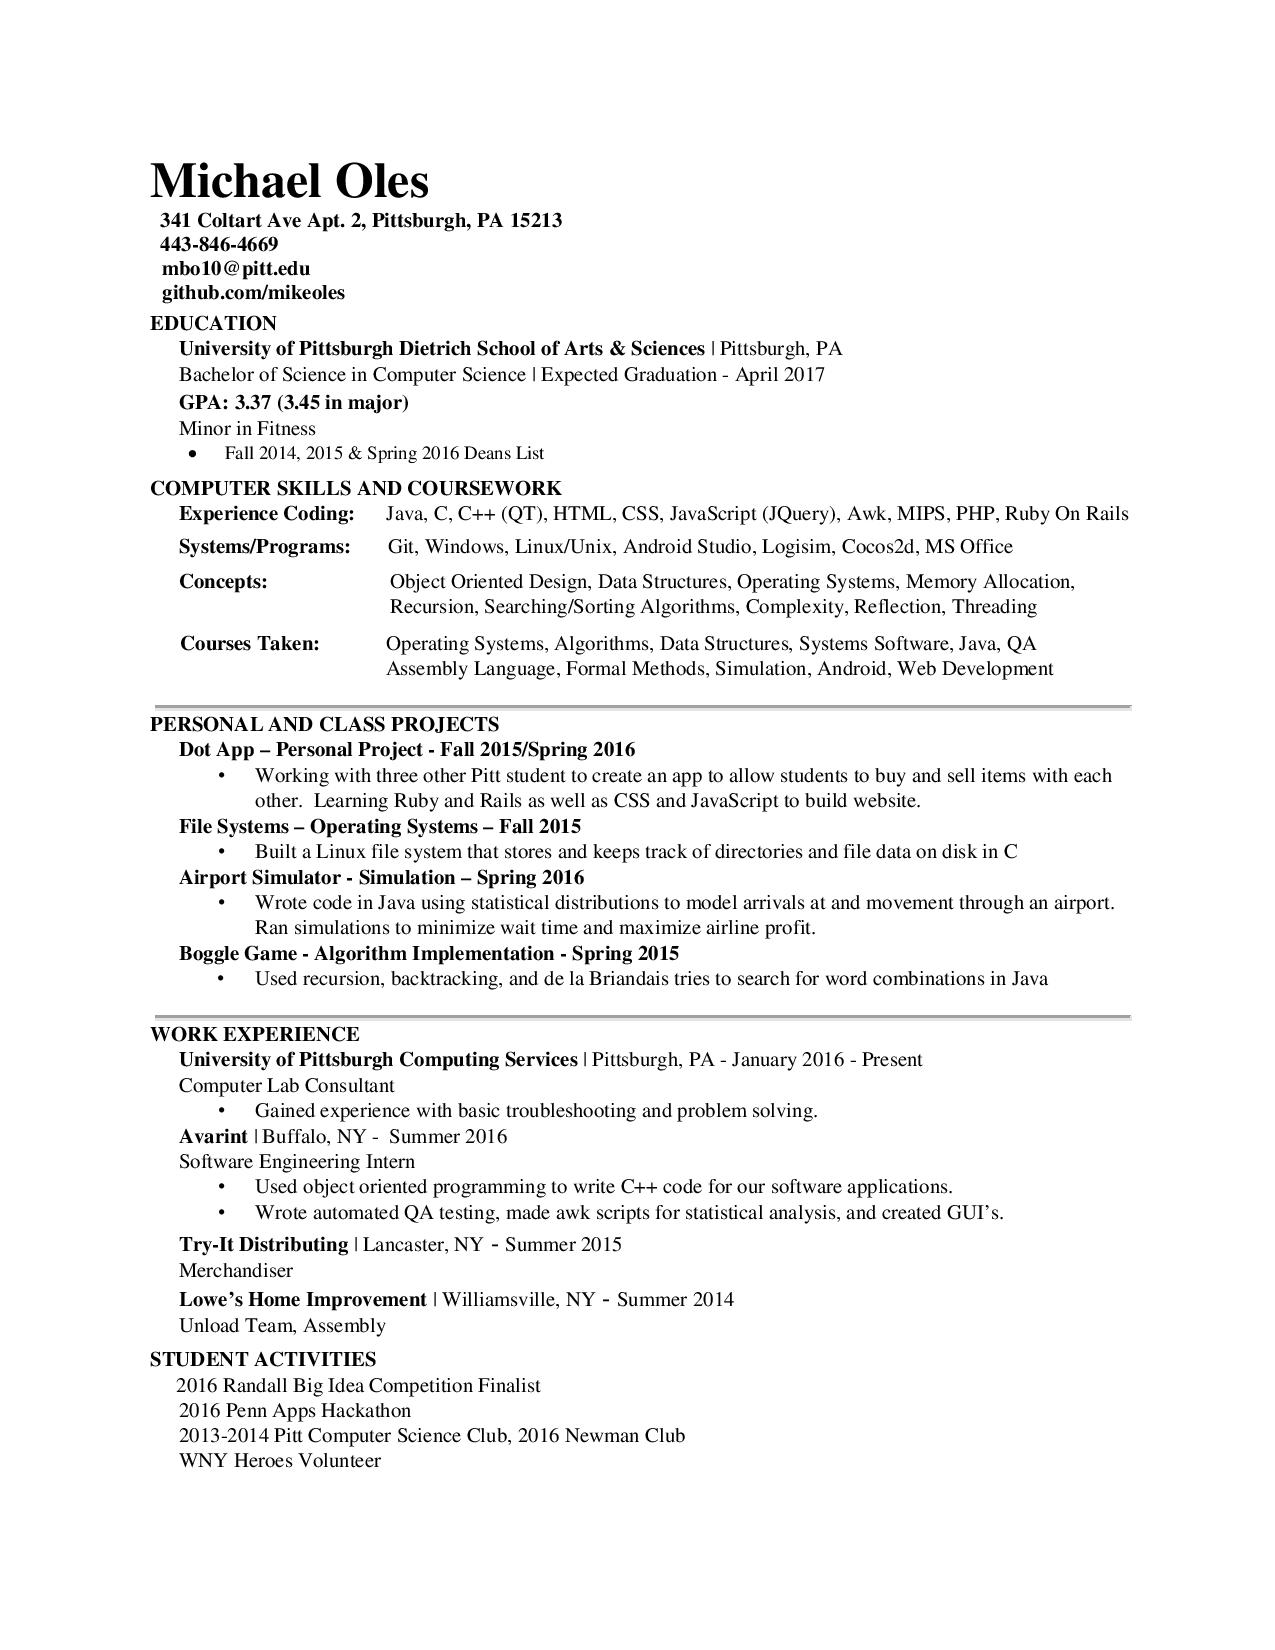 Michael Oles
341 Coltart Ave Apt. 2, Pittsburgh, PA 15213
443-846-4669
mbo10@pitt.edu
github.com/mikeoles
EDUCATION
University of Pittsburgh Dietrich School of Arts & Sciences | Pittsburgh, PA
Bachelor of Science in Computer Science | Expected Graduation - April 2017
GPA: 3.37 (3.45 in major)
Minor in Fitness
• Fall 2014, 2015 & Spring 2016 Deans List
COMPUTER SKILLS AND COURSEWORK
Experience Coding: Java, C, C++ (QT), HTML, CSS, JavaScript (JQuery), Awk, MIPS, PHP, Ruby On Rails
Systems/Programs: Git, Windows, Linux/Unix, Android Studio, Logisim, Cocos2d, MS Office
Concepts: Object Oriented Design, Data Structures, Operating Systems, Memory Allocation,
Recursion, Searching/Sorting Algorithms, Complexity, Reflection, Threading
Courses Taken: Operating Systems, Algorithms, Data Structures, Systems Software, Java, QA
Assembly Language, Formal Methods, Simulation, Android, Web Development
PERSONAL AND CLASS PROJECTS
Dot App – Personal Project - Fall 2015/Spring 2016
• Working with three other Pitt student to create an app to allow students to buy and sell items with each
other. Learning Ruby and Rails as well as CSS and JavaScript to build website.
File Systems – Operating Systems – Fall 2015
• Built a Linux file system that stores and keeps track of directories and file data on disk in C
Airport Simulator - Simulation – Spring 2016
• Wrote code in Java using statistical distributions to model arrivals at and movement through an airport.
Ran simulations to minimize wait time and maximize airline profit.
Boggle Game - Algorithm Implementation - Spring 2015
• Used recursion, backtracking, and de la Briandais tries to search for word combinations in Java
WORK EXPERIENCE
University of Pittsburgh Computing Services | Pittsburgh, PA - January 2016 - Present
Computer Lab Consultant
• Gained experience with basic troubleshooting and problem solving.
Avarint | Buffalo, NY - Summer 2016
Software Engineering Intern
• Used object oriented programming to write C++ code for our software applications.
• Wrote automated QA testing, made awk scripts for statistical analysis, and created GUI’s.
Try-It Distributing | Lancaster, NY - Summer 2015
Merchandiser
Lowe’s Home Improvement | Williamsville, NY - Summer 2014
Unload Team, Assembly
STUDENT ACTIVITIES
2016 Randall Big Idea Competition Finalist
2016 Penn Apps Hackathon
2013-2014 Pitt Computer Science Club, 2016 Newman Club
WNY Heroes Volunteer